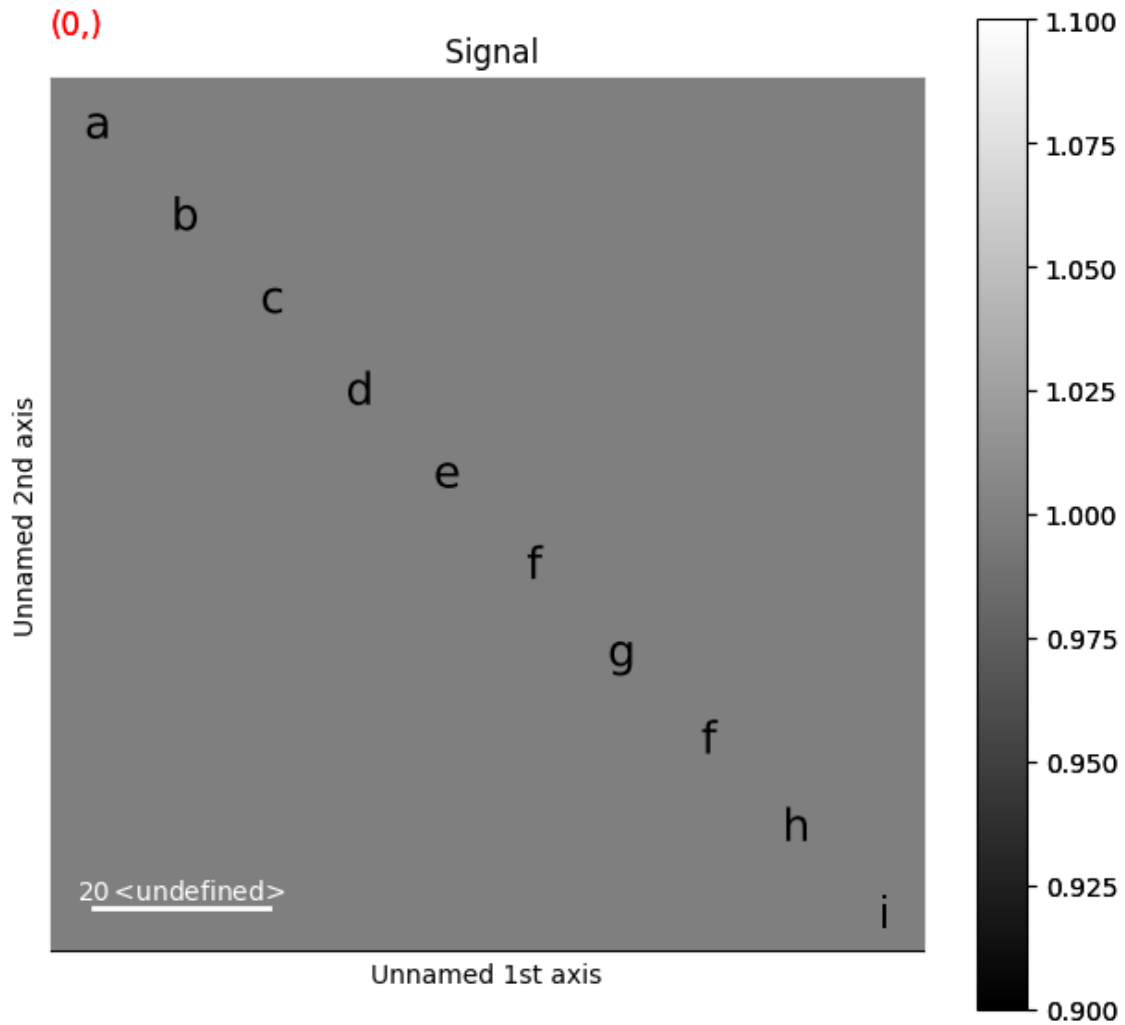 (0,)
Signal
a
b
c
d
e
f
g
f
h
i
20 <undefined>
Unnamed 2nd axis
Unnamed 1st axis
1.100
1.075
1.050
1.025
1.000
0.975
0.950
0.925
0.900